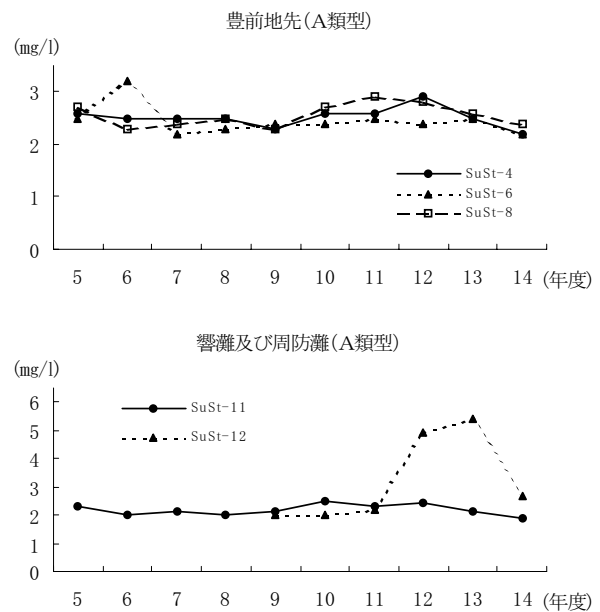 豊前地先(A類型)
(mg/l)
3
2
1
0
SuSt-4
SuSt-6
SuSt-8
5 6 7 8 9 10 11 12 13 14 (年度)
響灘及び周防灘(A類型)
(mg/l)
6
5
4
3
2
1
0
SuSt-11
SuSt-12
5 6 7 8 9 10 11 12 13 14 (年度)